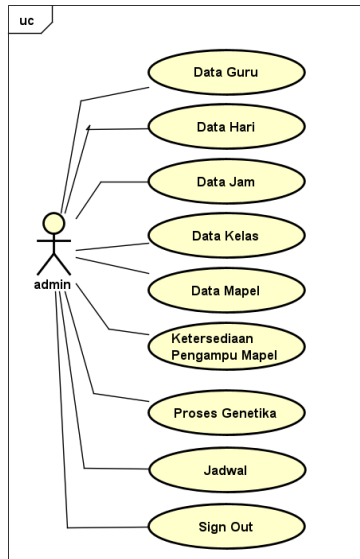 uc
Data Guru
Data Hari
Data Jam
Data Kelas
admin
Data Mapel
Ketersediaan
Pengampu Mapel
Proses Genetika
Jadwal
Sign Out